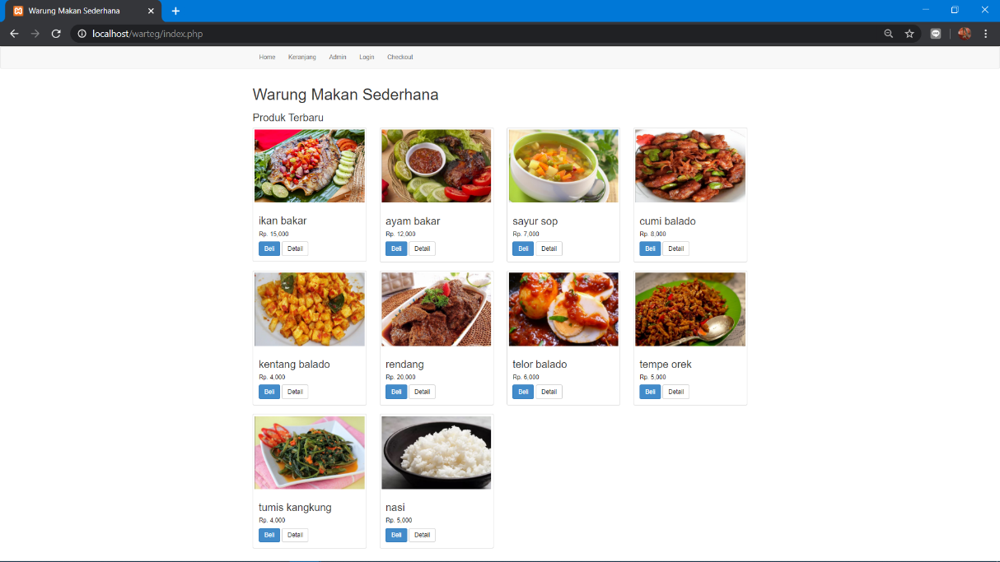 Warung Makan Sederhana
localhost/warteg/index.php
Home Keranjang Admin Login Checkout
Warung Makan Sederhana
Produk Terbaru
ikan bakar
Rp. 15,000
Beli Detail
ayam bakar
Rp. 12,000
Beli Detail
sayur sop
Rp. 7,000
Beli Detail
cumi balado
Rp. 8,000
Beli Detail
kentang balado
Rp. 4,000
Beli Detail
rendang
Rp. 20,000
Beli Detail
telor balado
Rp. 6,000
Beli Detail
tempe orek
Rp. 5,000
Beli Detail
tumis kangkung
Rp. 4,000
Beli Detail
nasi
Rp. 5,000
Beli Detail